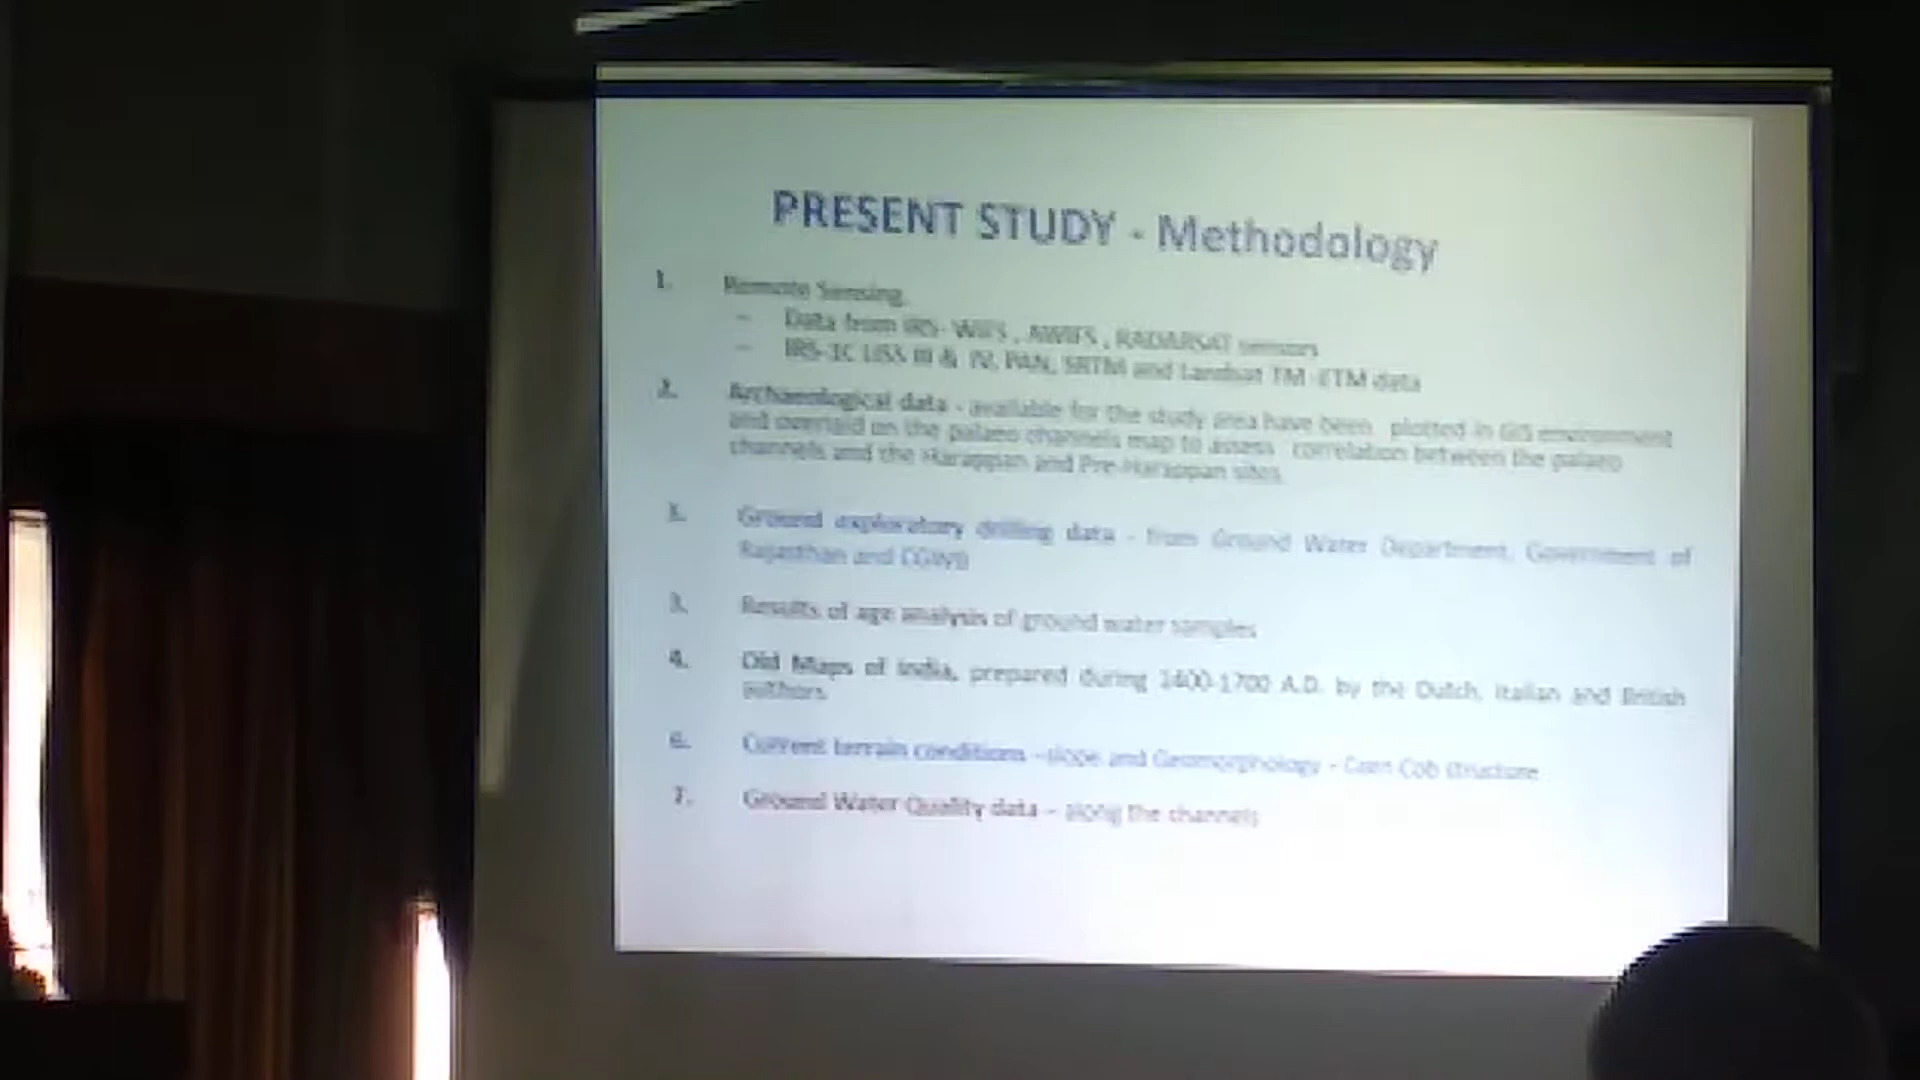 PRESENT STUDY - Methodology
1. Remote Sensing
– Data from IRS- WiFS , AWiFS , RADARSAT sensors
– IRS-1C LISS III & IV, PAN, SRTM and Landsat TM -ETM data
2. Archaeological data - available for the study area have been plotted in GIS environment
and overlaid on the palaeo channels map to assess correlation between the palaeo
channels and the Harappan and Pre-Harappan sites.
Ground exploratory drilling data - from Ground Water Department, Government of
Rajasthan and CGWB
3. Results of age analysis of ground water samples
4. Old Maps of India, prepared during 1400-1700 A.D. by the Dutch, Italian and British
authors
6. Current terrain conditions –slope and Geomorphology - Cob structure
7. Ground Water Quality data – along the channels